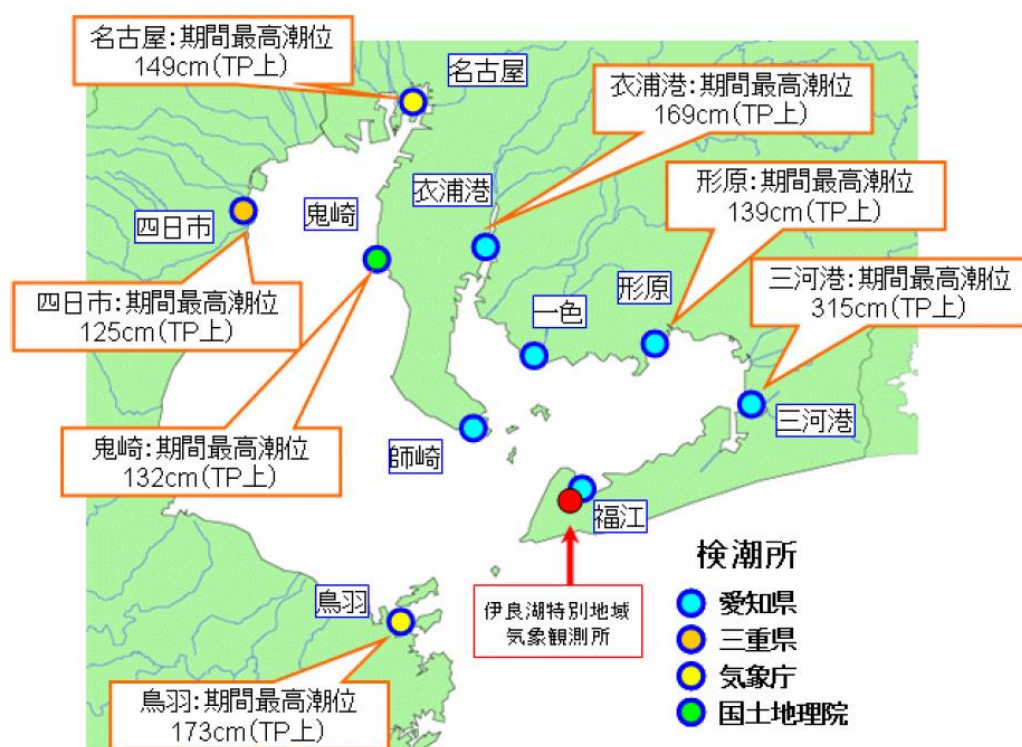 名古屋:期間最高潮位
149cm(TP上)
名古屋
衣浦港:期間最高潮位
169cm(TP上)
衣浦港
形原:期間最高潮位
139cm(TP上)
鬼崎
四日市
三河港:期間最高潮位
315cm(TP上)
形原
四日市:期間最高潮位
125cm(TP上)
一色
三河港
鬼崎:期間最高潮位
132cm(TP上)
師崎
福江
検潮所
愛知県
三重県
気象庁
国土地理院
伊良湖特別地域
気象観測所
鳥羽
鳥羽:期間最高潮位
173cm(TP上)